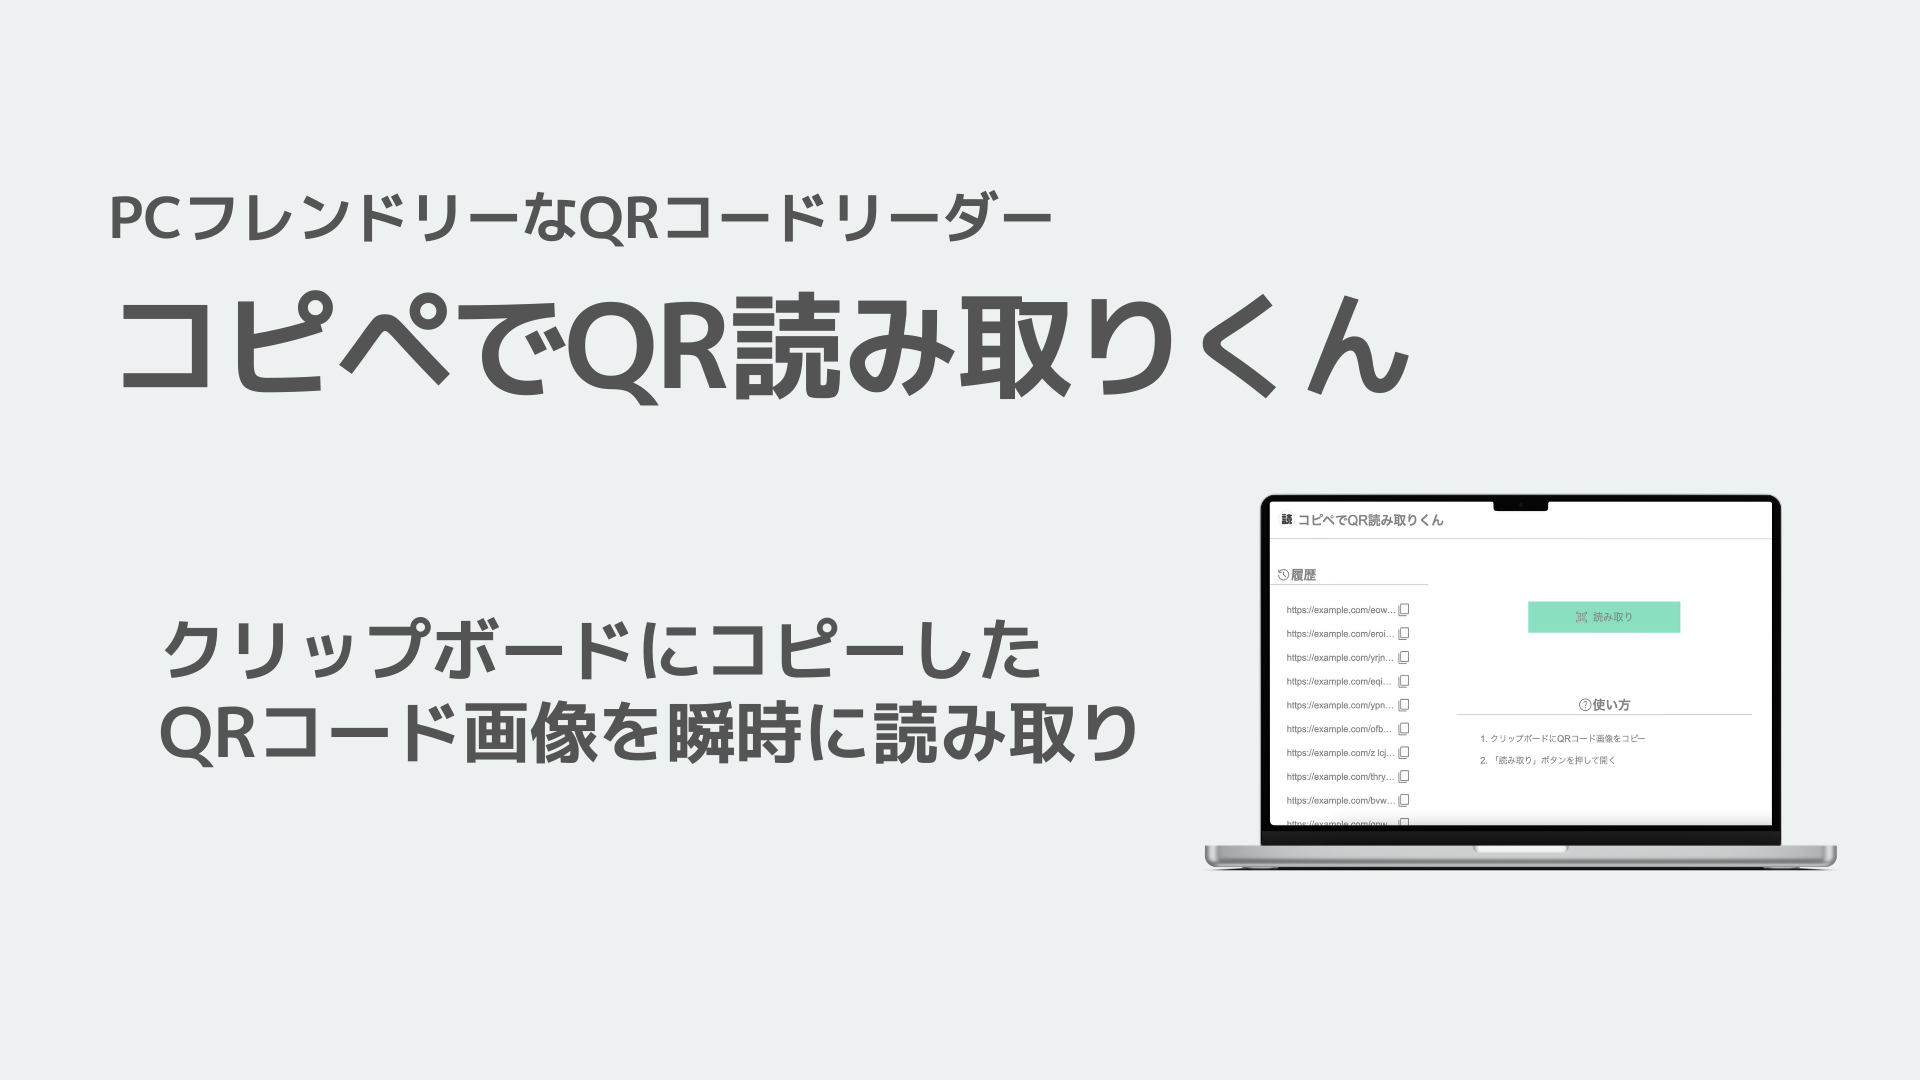 PCフレンドリーなQRコードリーダー
コピペでQR読み取りくん
クリップボードにコピーした
QRコード画像を瞬時に読み取り
読 コピペでQR読み取りくん
履歴
https://example.com/eow...
https://example.com/eroi...
https://example.com/yrjn...
https://example.com/eqi...
https://example.com/ypn...
https://example.com/ofb...
https://example.com/z lcj...
https://example.com/thry...
https://example.com/bvw...
読み取り
使い方
1. クリップボードにQRコード画像をコピー
2. 「読み取り」ボタンを押して開く